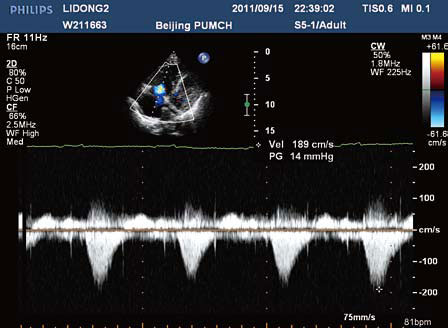 PHILIPS LIDONG2 2011/09/15 22:39:02 TIS0.6 MI 0.1
W211663 Beijing PUMCH S5-1/Adult
FR 11Hz
16cm
2D
80%
C 50
P Low
HGen
CF
66%
2.5MHz
WF High
Med
P
0
5
10
15
CW
50%
1.8MHz
WF 225Hz
M3 M4
+61.6
-61.6
cm/s
Vel 189 cm/s
PG 14 mmHg
200
100
cm/s
-100
-200
75mm/s
81bpm